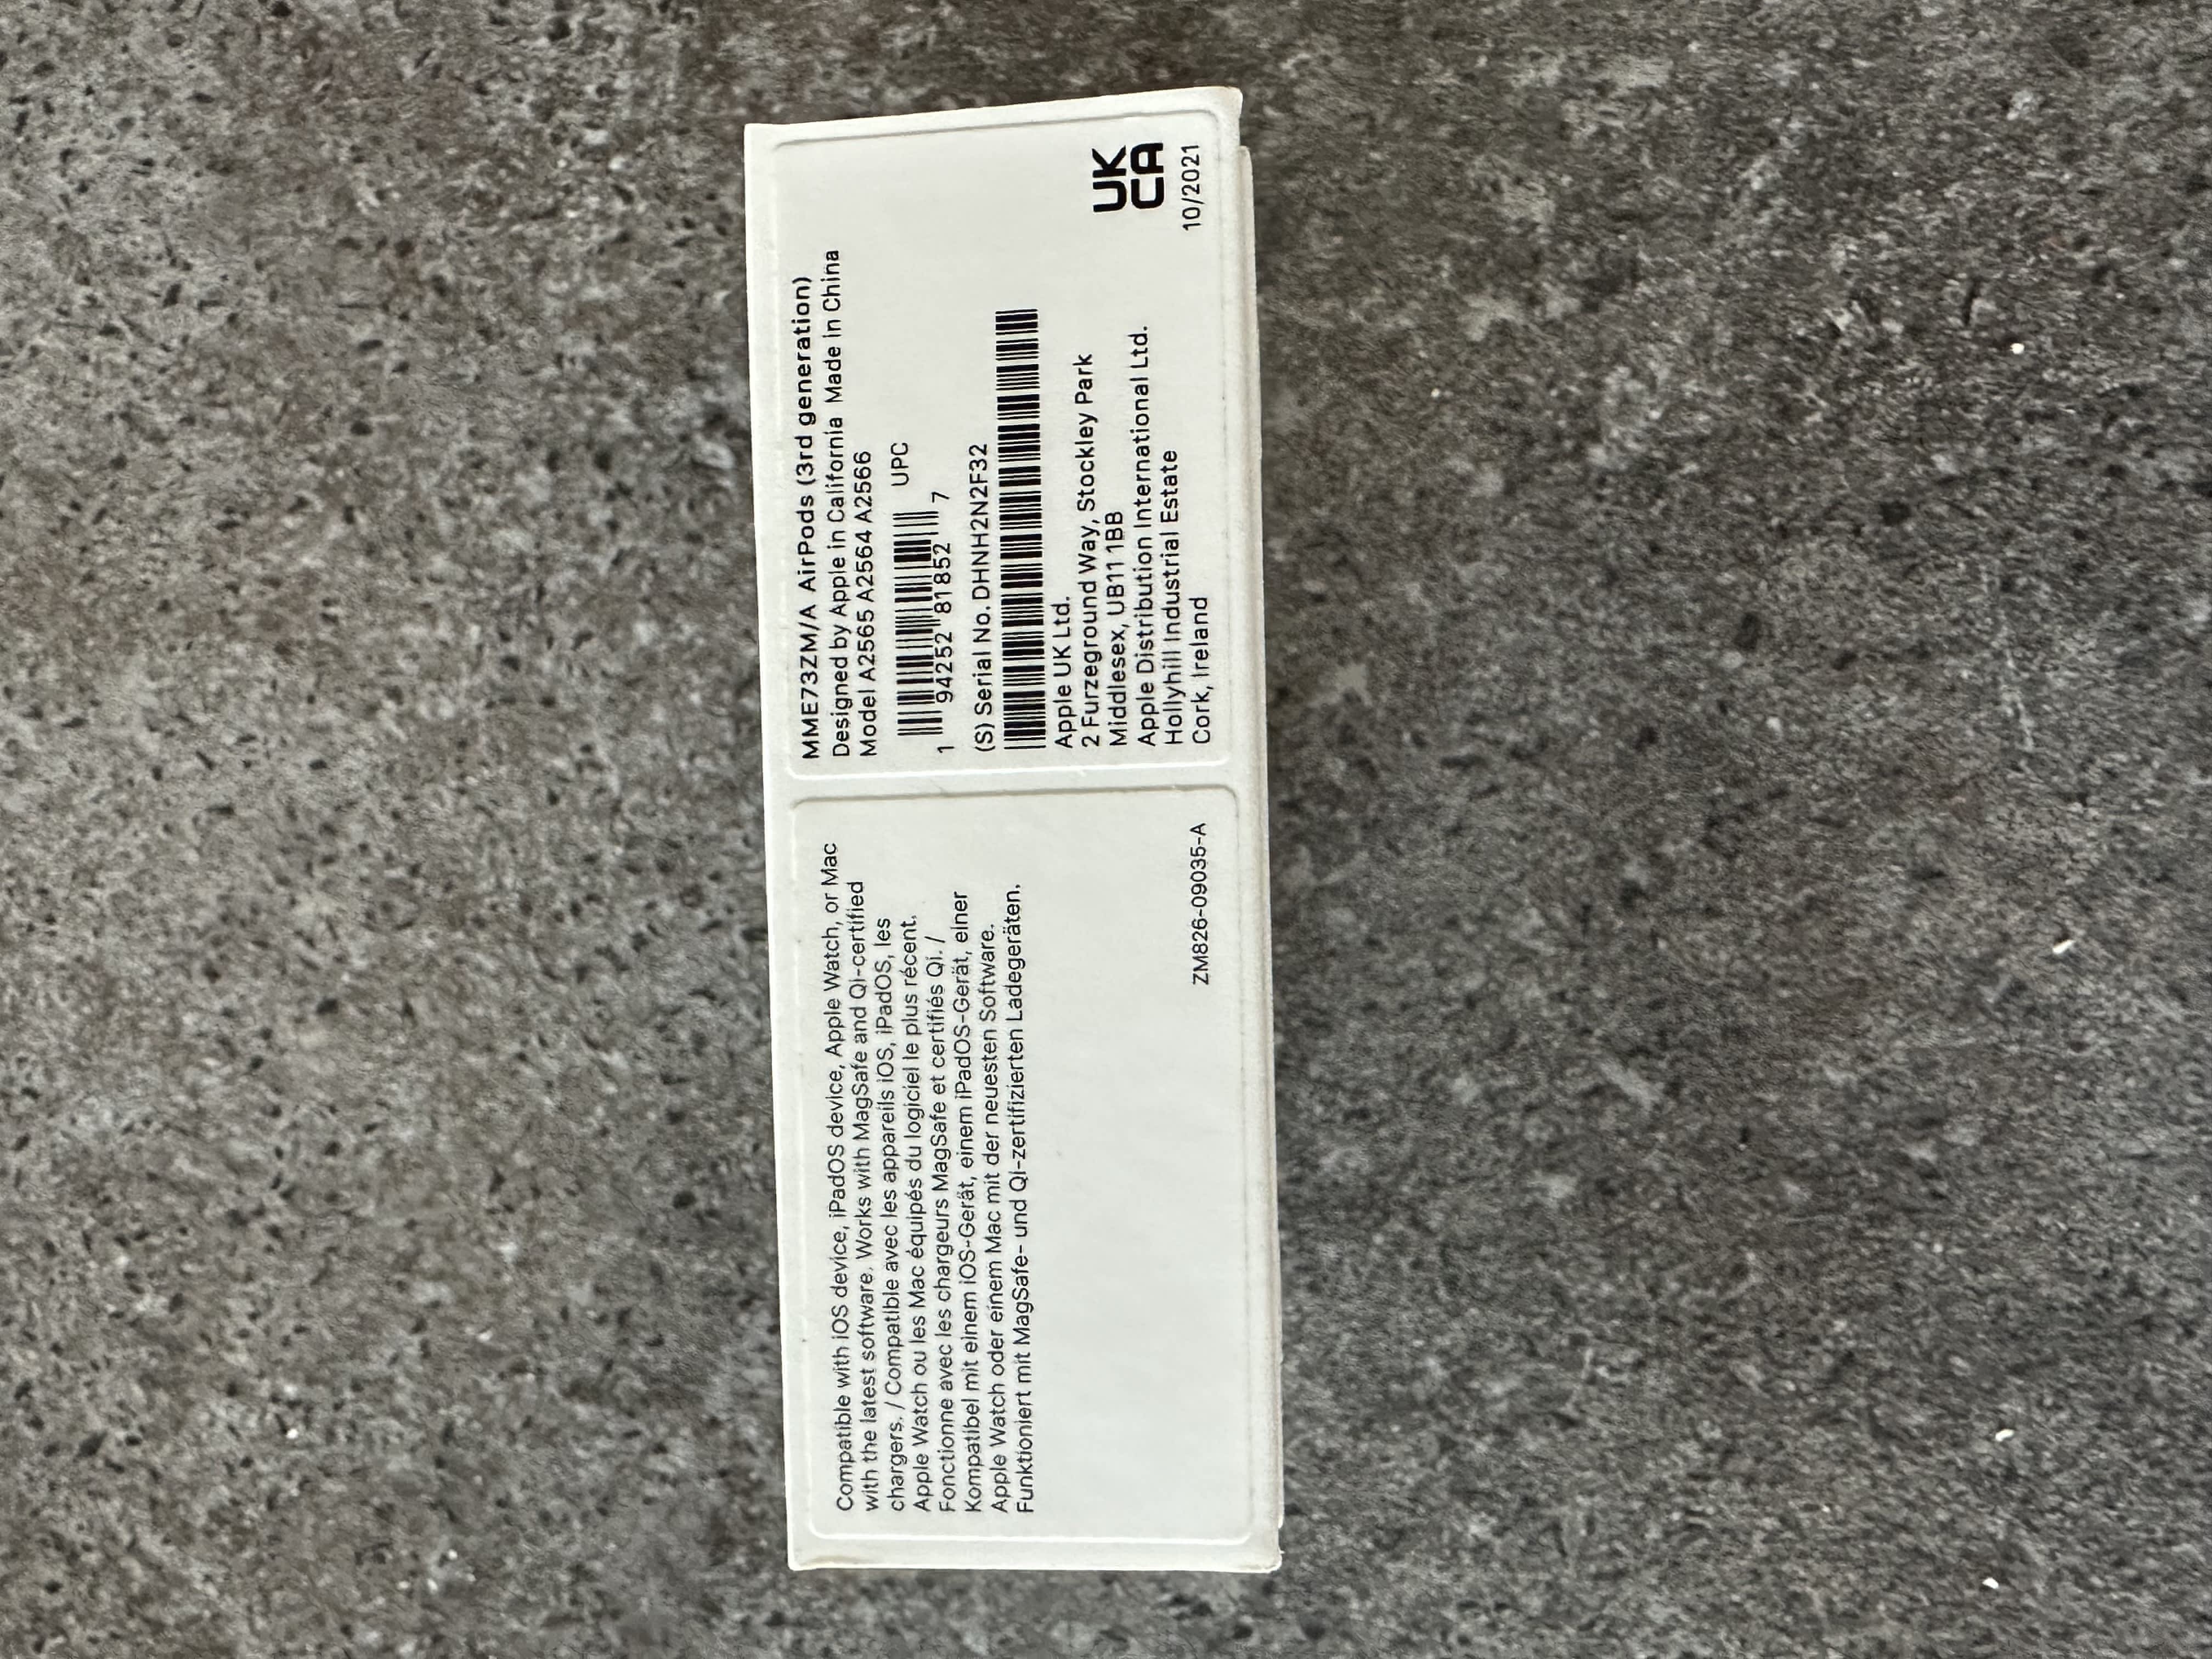 MME73ZM/A AirPods (3rd generation)
Designed by Apple in California Made in China
Model A2565 A2564 A2566
UPC
1 94252 81852 7
(S) Serial No. DHNH2N2F32
Apple UK Ltd.
2 Furzeground Way, Stockley Park
Middlesex, UB11 1BB
Apple Distribution International Ltd.
Hollyhill Industrial Estate
Cork, Ireland
UK
CA
10/2021
Compatible with iOS device, iPadOS device, Apple Watch, or Mac
with the latest software. Works with MagSafe and Qi-certified
chargers. / Compatible avec les appareils iOS, iPadOS, les
Apple Watch ou les Mac équipés du logiciel le plus récent.
Fonctionne avec les chargeurs MagSafe et certifiés Qi. /
Kompatibel mit einem iOS-Gerät, einem iPadOS-Gerät, einer
Apple Watch oder einem Mac mit der neuesten Software.
Funktioniert mit MagSafe- und Qi-zertifizierten Ladegeräten.
ZM826-09035-A